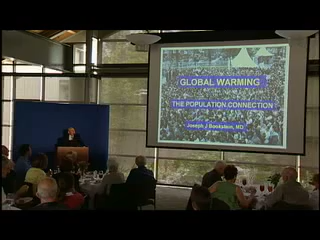 GLOBAL WARMING
THE POPULATION CONNECTION
Joseph J Bookstein, MD